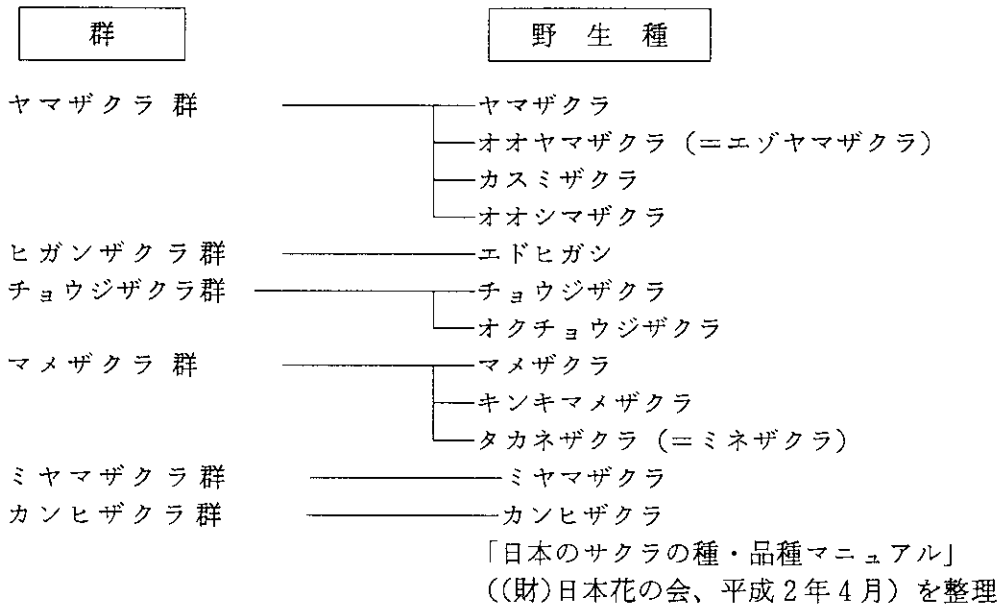 群 野生種
ヤマザクラ群 ヤマザクラ
オオヤマザクラ (=エゾヤマザクラ)
カスミザクラ
オオシマザクラ
ヒガンザクラ群 エドヒガシ
チョウジザクラ群 チョウジザクラ
オクチョウジザクラ
マメザクラ群 マメザクラ
キンキマメザクラ
タカネザクラ (=ミネザクラ)
ミヤマザクラ群 ミヤマザクラ
カンヒザクラ群 カンヒザクラ
「日本のサクラの種・品種マニュアル」
((財)日本花の会、平成2年4月) を整理